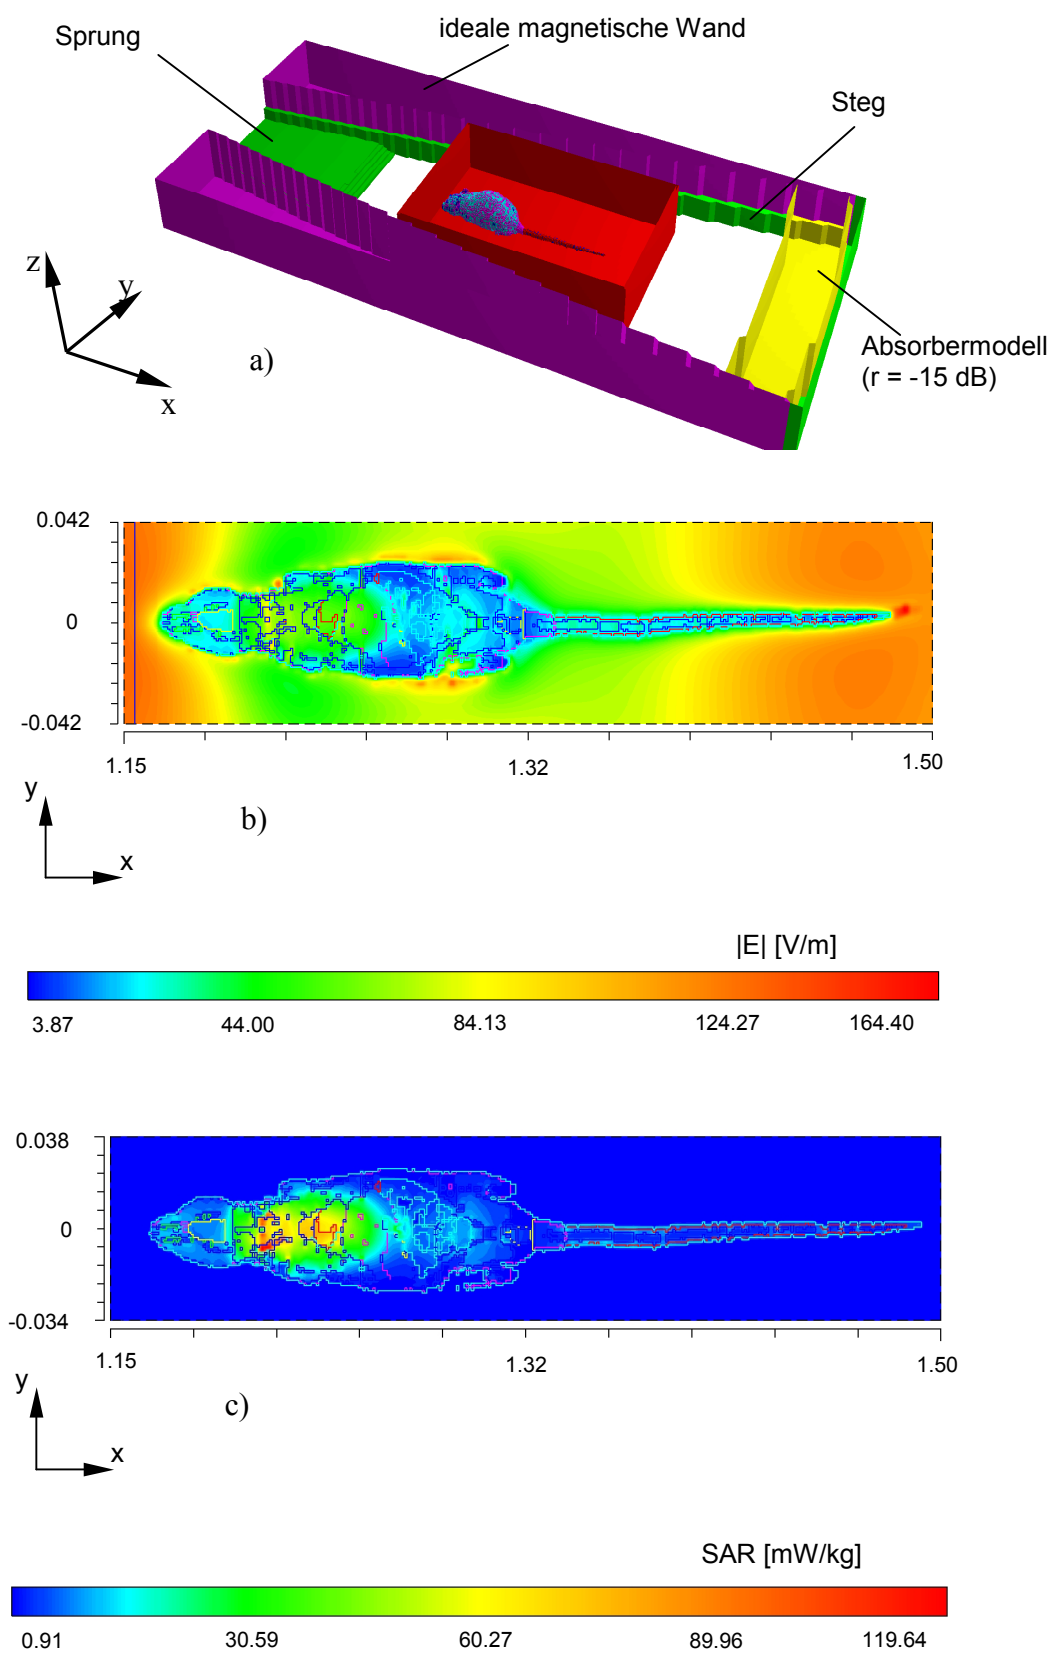 Sprung
ideale magnetische Wand
Steg
z
y
x
a)
Absorbermodell
(r = -15 dB)
0.042
0
-0.042
1.15
1.32
1.50
y
x
b)
|E| [V/m]
3.87
44.00
84.13
124.27
164.40
0.038
0
-0.034
1.15
1.32
1.50
y
x
c)
SAR [mW/kg]
0.91
30.59
60.27
89.96
119.64